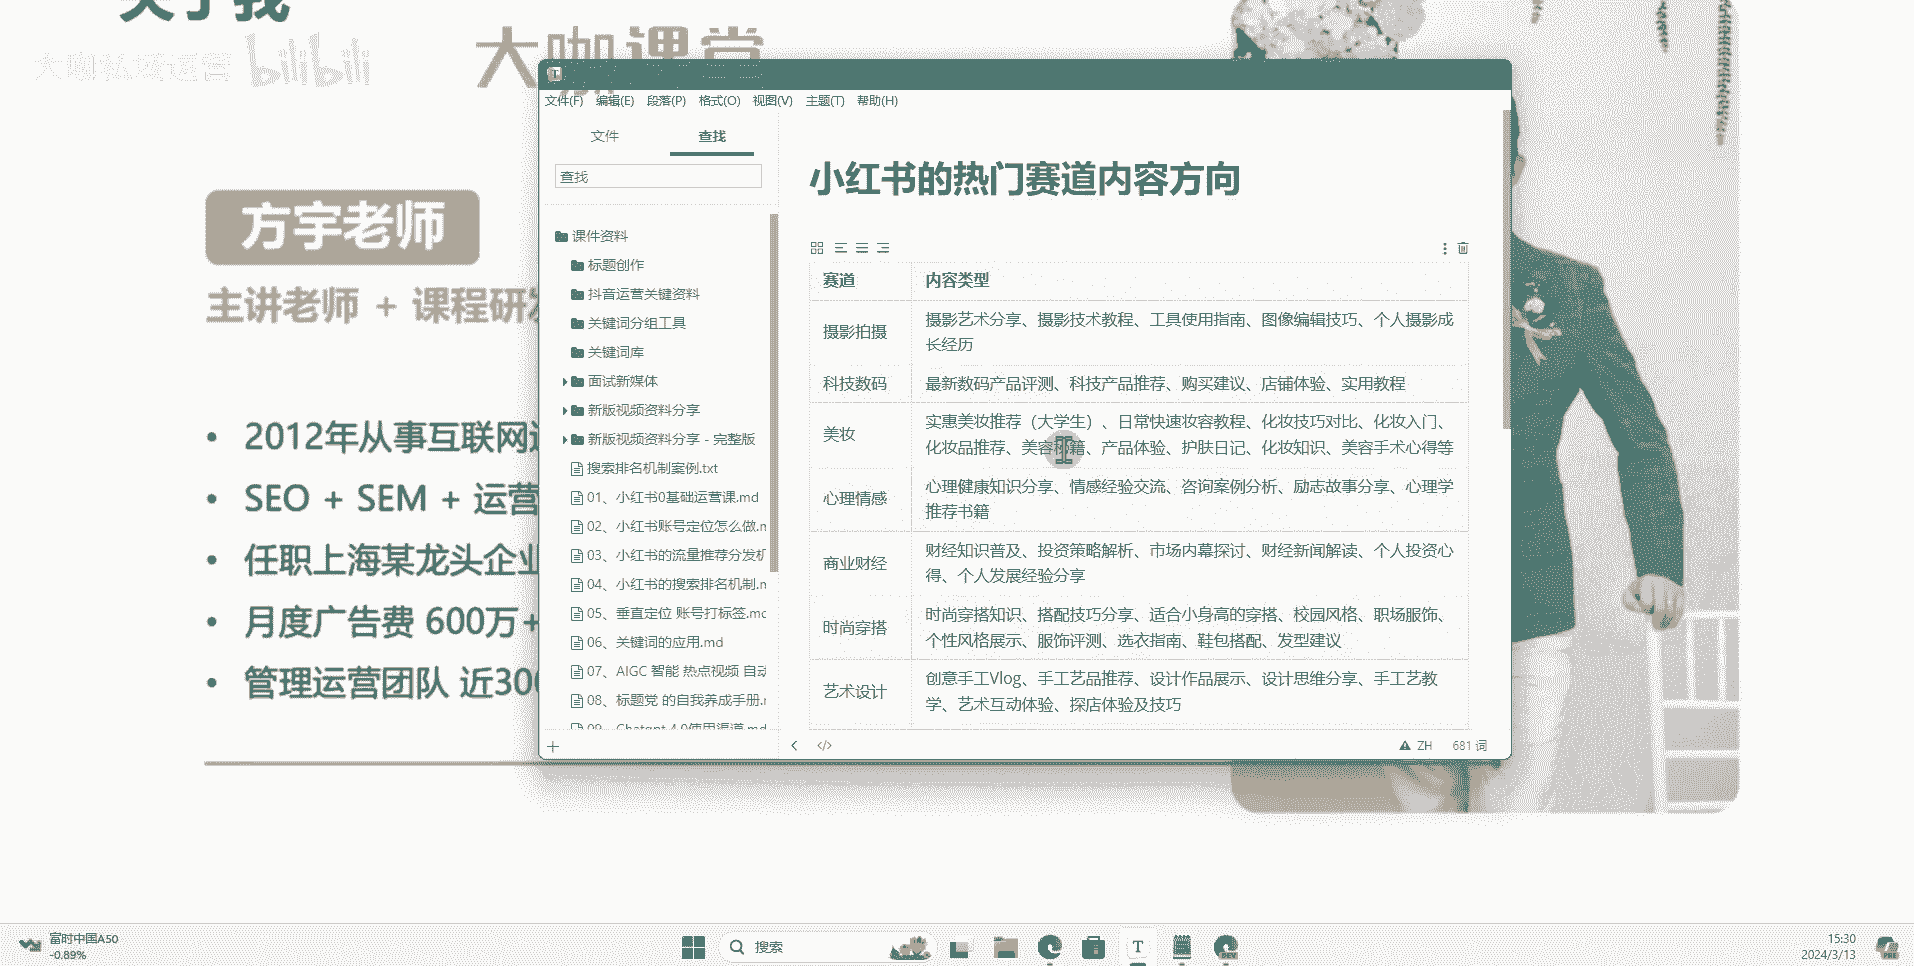 关于我
大咖私域运营 bilibili
大咖课堂
方宇老师
主讲老师 + 课程研
• 2012年从事互联网
• SEO + SEM + 运营
• 任职上海某龙头企业
• 月度广告费 600万+
• 管理运营团队 近300
文件(F) 编辑(E) 段落(P) 格式(O) 视图(V) 主题(T) 帮助(H)
文件 查找
查找
课件资料
标题创作
抖音运营关键资料
关键词分组工具
关键词库
面试新媒体
新版视频资料分享
新版视频资料分享 - 完整版
搜索排名机制案例.txt
01、小红书0基础运营课.md
02、小红书账号定位怎么做.m
03、小红书的流量推荐分发机
04、小红书的搜索排名机制.m
05、垂直定位 账号打标签.mc
06、关键词的应用.md
07、AIGC 智能 热点视频 自动
08、标题党 的自我养成手册.r
09、Chatgpt 4.0使用渠道.md
小红书的热门赛道内容方向
赛道 内容类型
摄影拍摄 摄影艺术分享、摄影技术教程、工具使用指南、图像编辑技巧、个人摄影成
长经历
科技数码 最新数码产品评测、科技产品推荐、购买建议、店铺体验、实用教程
美妆 实惠美妆推荐（大学生）、日常快速妆容教程、化妆技巧对比、化妆入门、
化妆品推荐、美容秘籍、产品体验、护肤日记、化妆知识、美容手术心得等
心理情感 心理健康知识分享、情感经验交流、咨询案例分析、励志故事分享、心理学
推荐书籍
商业财经 财经知识普及、投资策略解析、市场内幕探讨、财经新闻解读、个人投资心
得、个人发展经验分享
时尚穿搭 时尚穿搭知识、搭配技巧分享、适合小身高的穿搭、校园风格、职场服饰、
个性风格展示、服饰评测、选衣指南、鞋包搭配、发型建议
艺术设计 创意手工Vlog、手工艺品推荐、设计作品展示、设计思维分享、手工艺教
学、艺术互动体验、探店体验及技巧
ZH 681 词
富时中国A50
-0.89%
搜索
T
DEV
15:30
2024/3/13
PRE